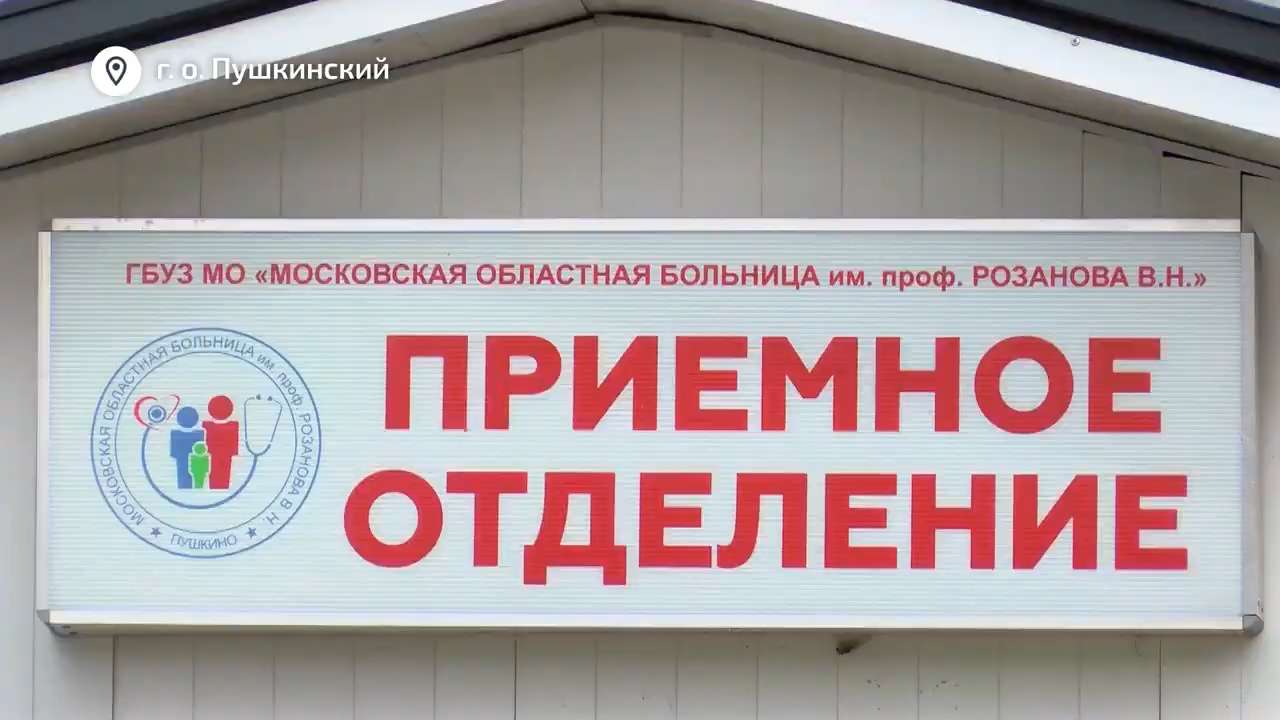 г. о. Пушкинский
ГБУЗ МО «МОСКОВСКАЯ ОБЛАСТНАЯ БОЛЬНИЦА им. проф. РОЗАНОВА В.Н.»
ПРИЕМНОЕ
ОТДЕЛЕНИЕ
МОСКОВСКАЯ ОБЛАСТНАЯ БОЛЬНИЦА им. проф. РОЗАНОВА В. Н.
ПУШКИНО